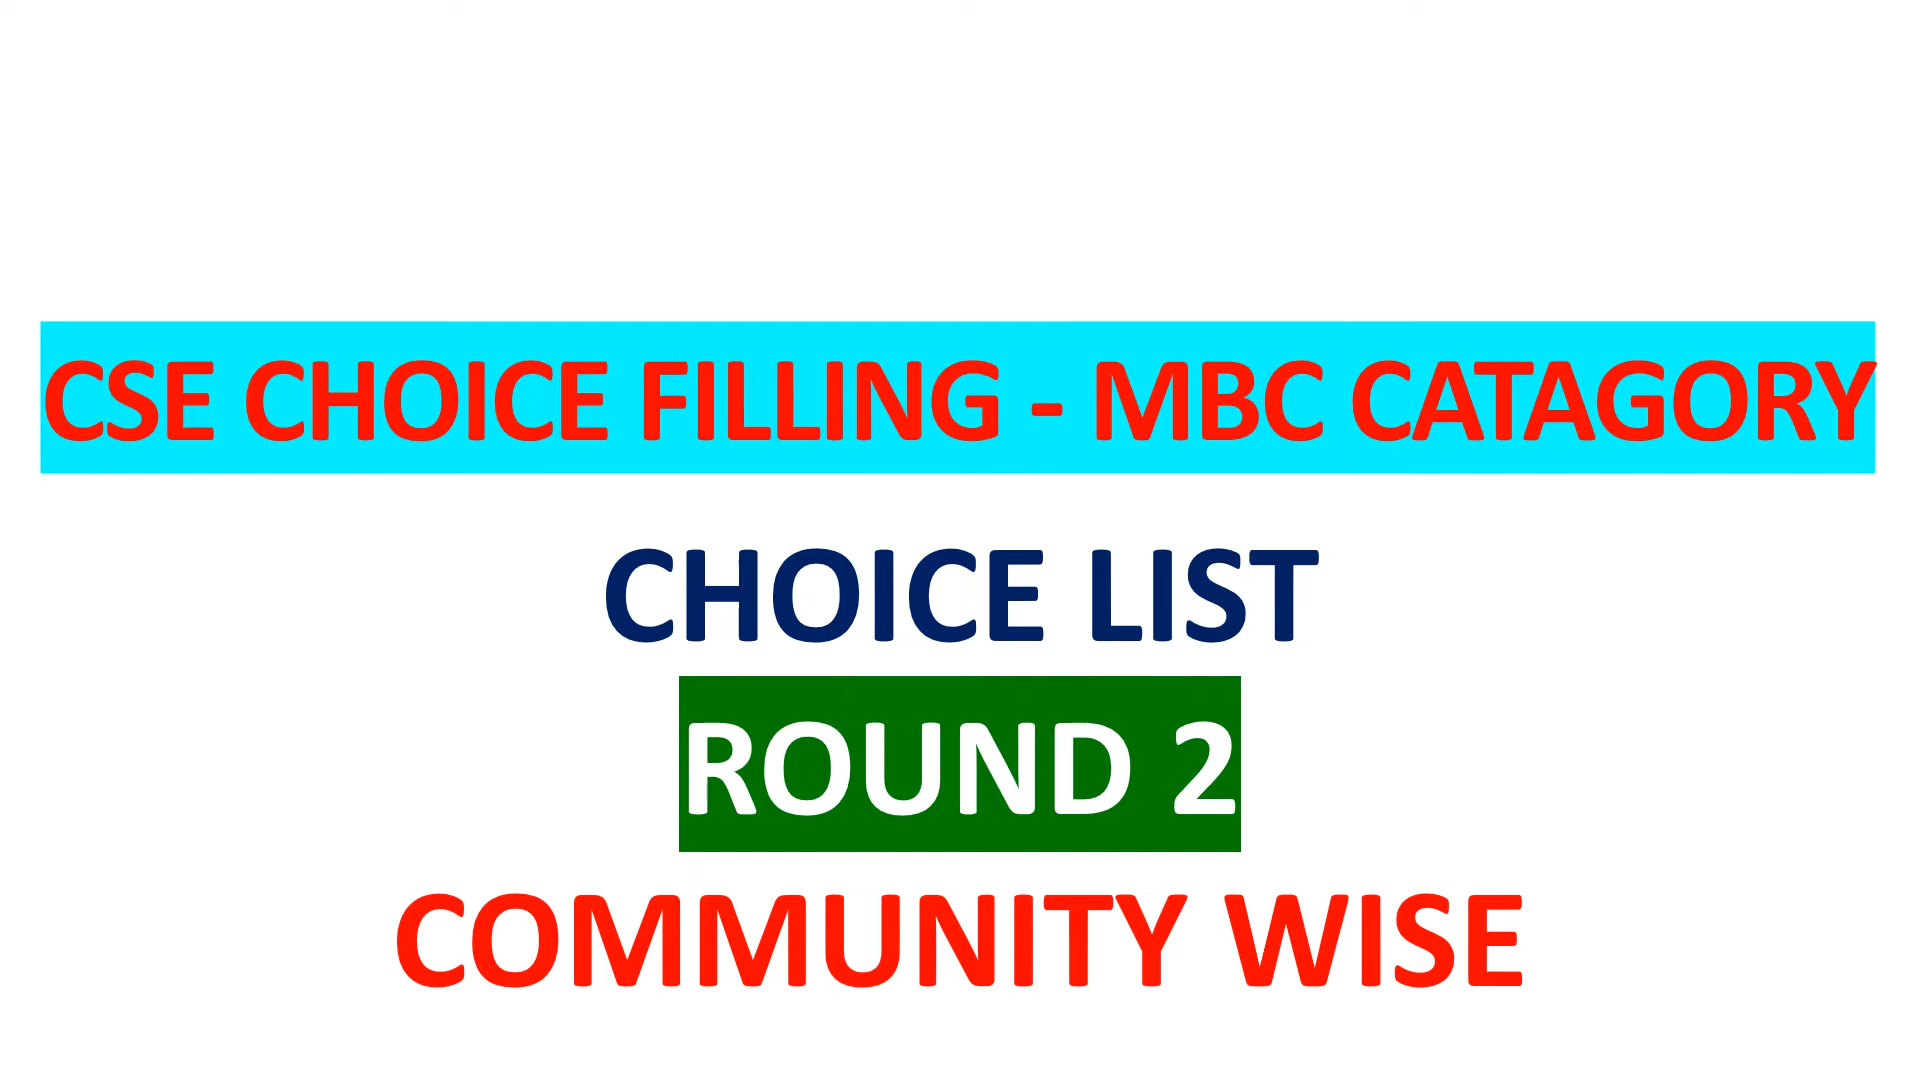 CSE CHOICE FILLING - MBC CATAGORY
CHOICE LIST
ROUND 2
COMMUNITY WISE